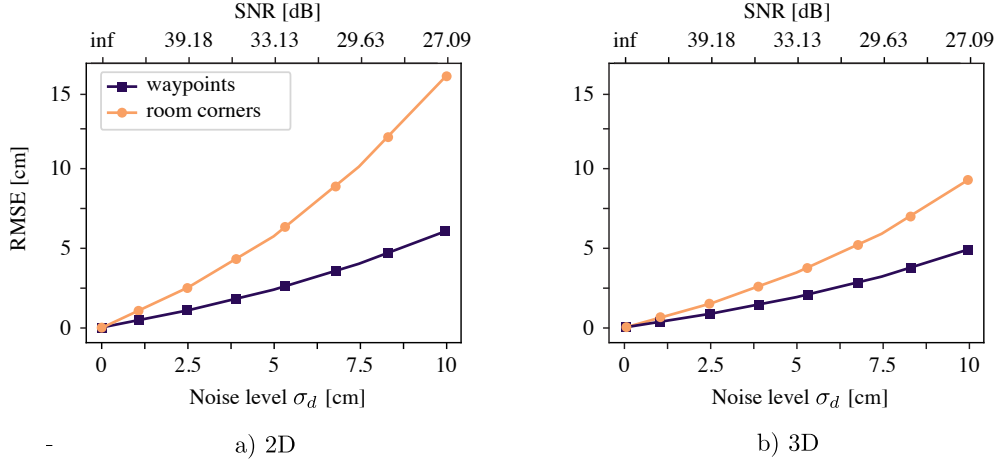 SNR [dB]
inf 39.18 33.13 29.63 27.09
waypoints
room corners
RMSE [cm]
15
10
5
0
0 2.5 5 7.5 10
Noise level σ_d [cm]
a) 2D
SNR [dB]
inf 39.18 33.13 29.63 27.09
15
10
5
0
0 2.5 5 7.5 10
Noise level σ_d [cm]
b) 3D